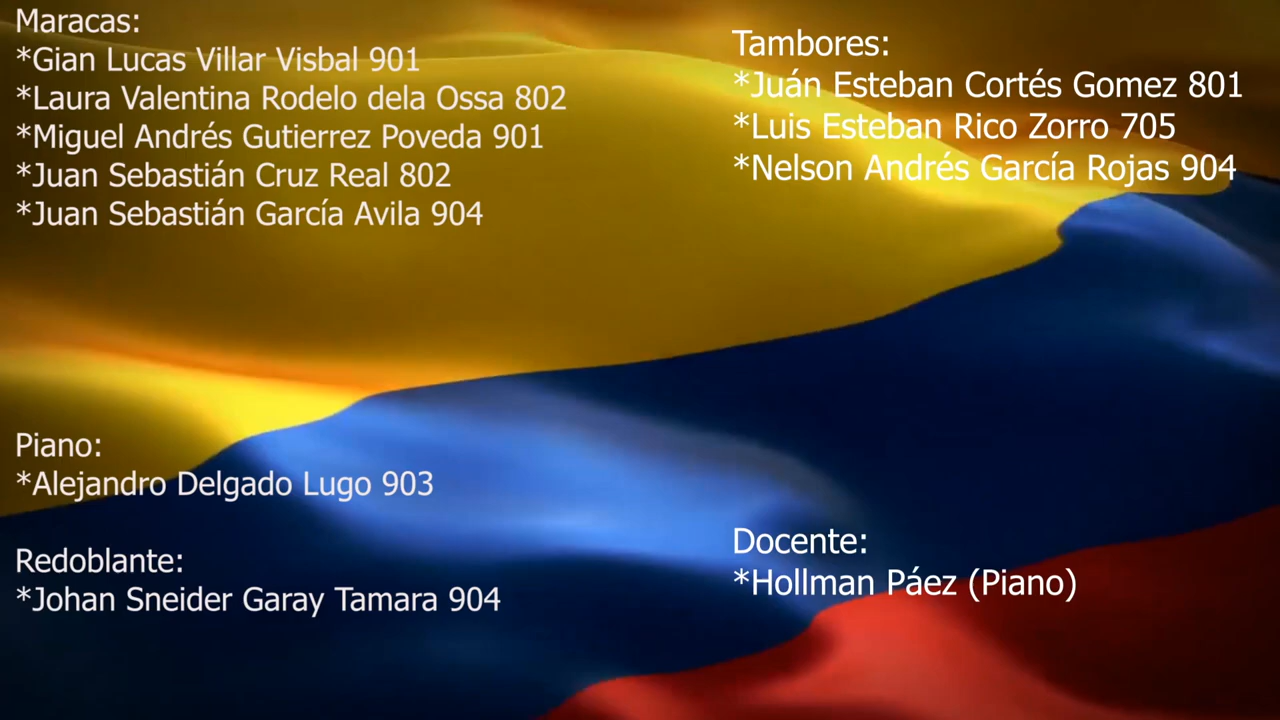 Maracas:
*Gian Lucas Villar Visbal 901
*Laura Valentina Rodelo dela Ossa 802
*Miguel Andrés Gutierrez Poveda 901
*Juan Sebastián Cruz Real 802
*Juan Sebastián García Avila 904
Piano:
*Alejandro Delgado Lugo 903
Redoblante:
*Johan Sneider Garay Tamara 904
Tambores:
*Juán Esteban Cortés Gomez 801
*Luis Esteban Rico Zorro 705
*Nelson Andrés García Rojas 904
Docente:
*Hollman Páez (Piano)